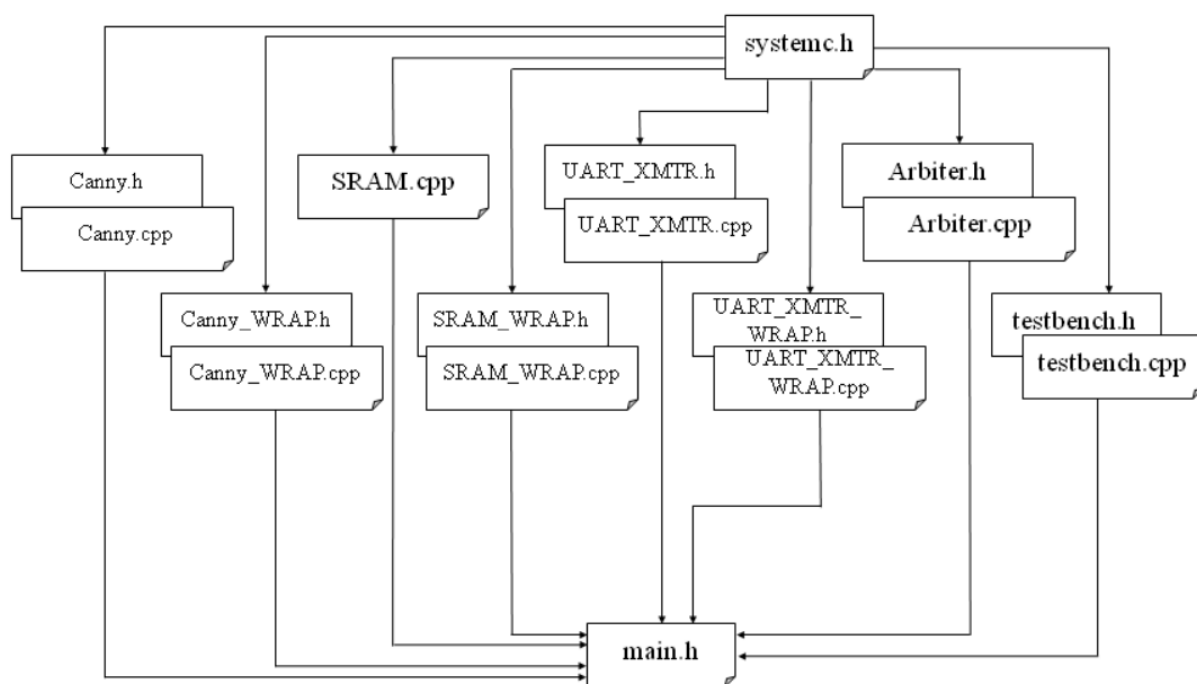 systemc.h
Canny.h
Canny.cpp
SRAM.cpp
UART_XMTR.h
UART_XMTR.cpp
Arbiter.h
Arbiter.cpp
Canny_WRAP.h
Canny_WRAP.cpp
SRAM_WRAP.h
SRAM_WRAP.cpp
UART_XMTR_
WRAP.h
UART_XMTR_
WRAP.cpp
testbench.h
testbench.cpp
main.h